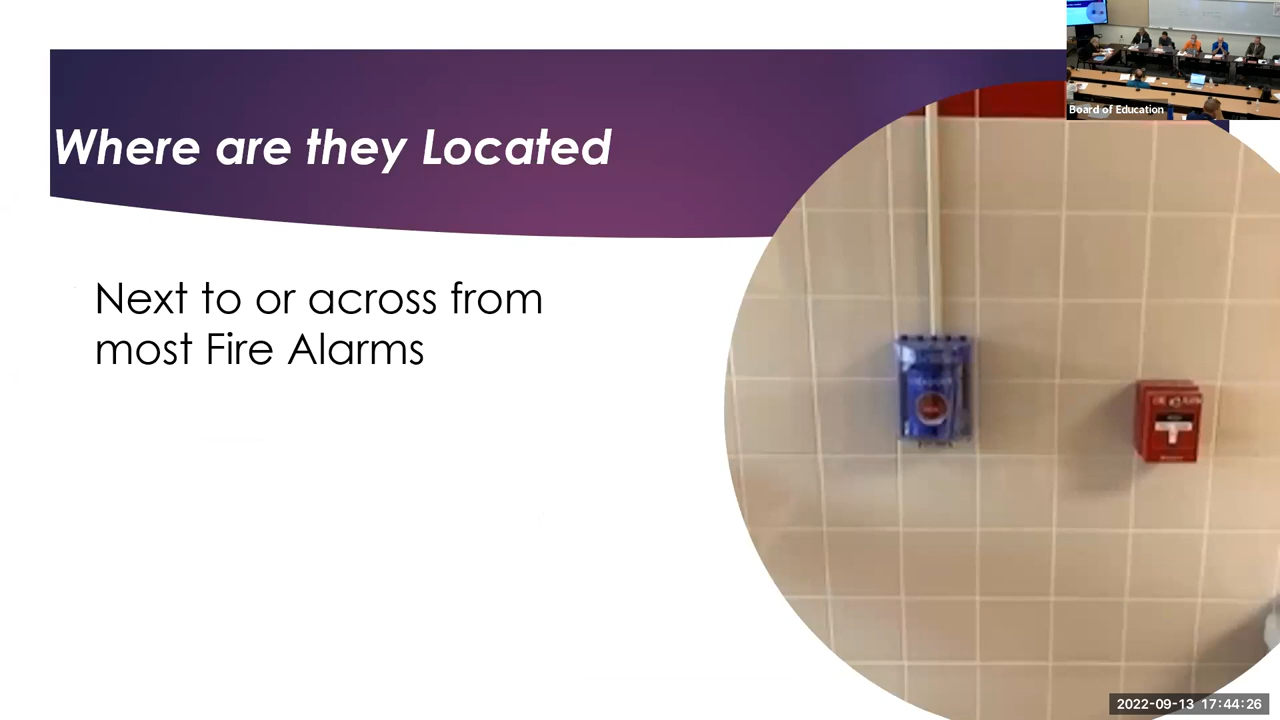 Board of Education
Where are they Located
Next to or across from
most Fire Alarms
2022-09-13 17:44:26